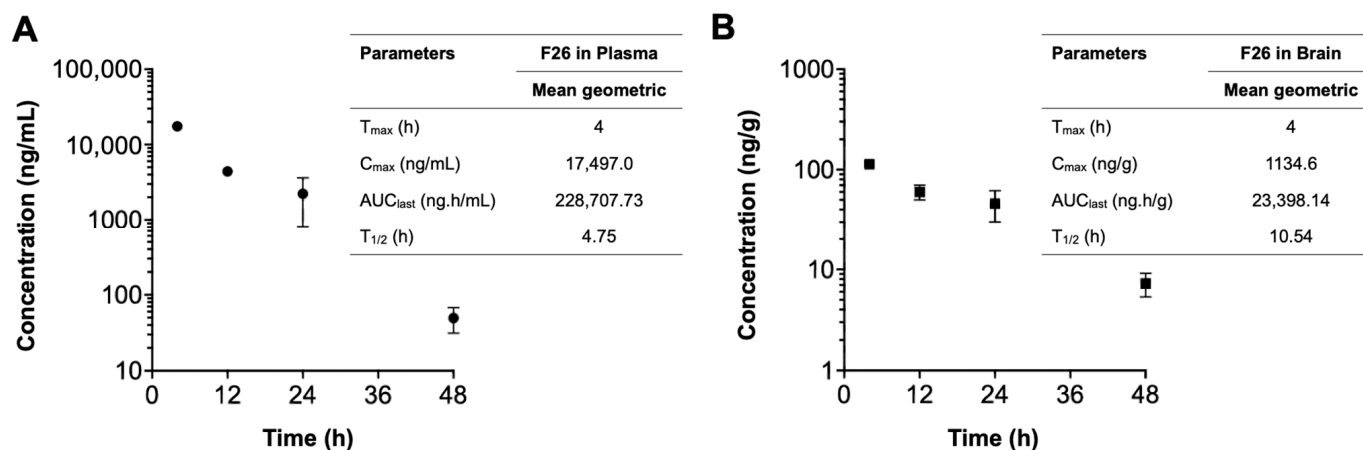 A
Parameters F26 in Plasma
Mean geometric
Tmax (h) 4
Cmax (ng/mL) 17,497.0
AUClast (ng.h/mL) 228,707.73
T1/2 (h) 4.75
Concentration (ng/mL)
100,000
10,000
1000
100
10
0 12 24 36 48
Time (h)
B
Parameters F26 in Brain
Mean geometric
Tmax (h) 4
Cmax (ng/g) 1134.6
AUClast (ng.h/g) 23,398.14
T1/2 (h) 10.54
Concentration (ng/g)
1000
100
10
1
0 12 24 36 48
Time (h)